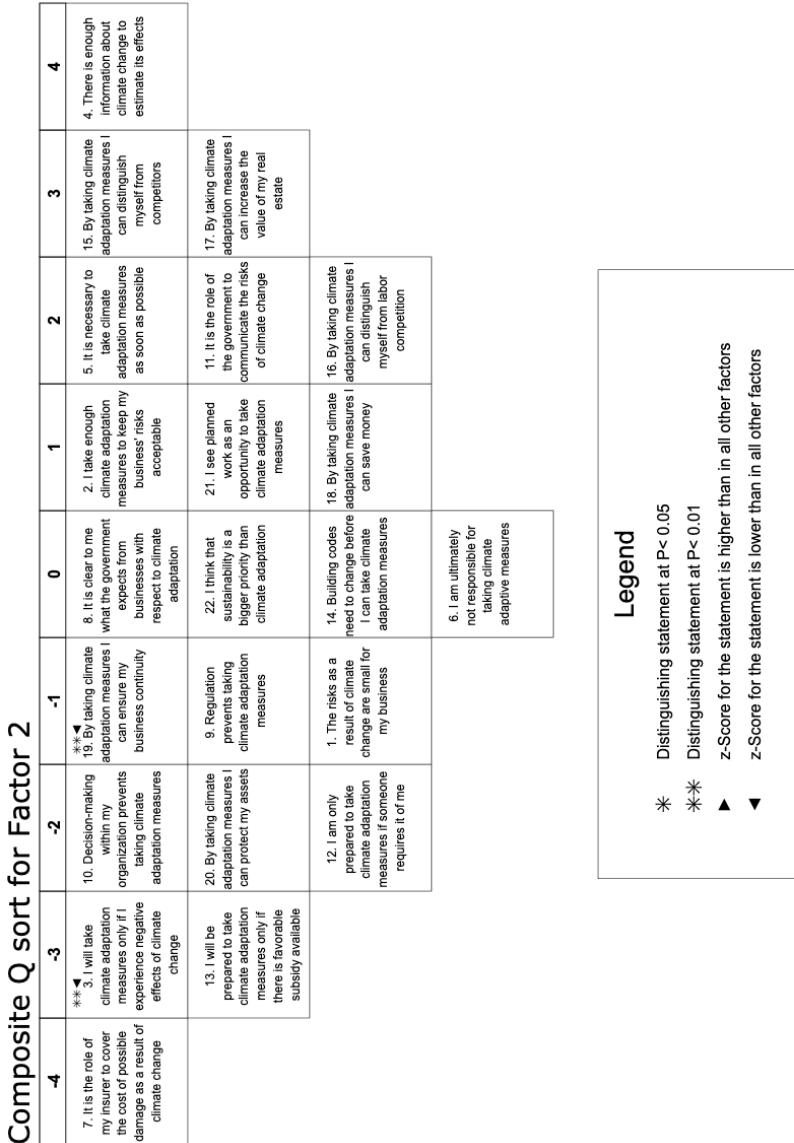 Composite Q sort for Factor 2
-4
-3
-2
-1
0
1
2
3
4
7. It is the role of
my insurer to cover
the cost of possible
damage as a result of
climate change
**◄
3. I will take
climate adaptation
measures only if I
experience negative
effects of climate
change
10. Decision-making
within my
organization prevents
taking climate
adaptation measures
**◄
19. By taking climate
adaptation measures I
can ensure my
business continuity
8. It is clear to me
what the government
expects from
businesses with
respect to climate
adaptation
2. I take enough
climate adaptation
measures to keep my
business' risks
acceptable
5. It is necessary to
take climate
adaptation measures
as soon as possible
15. By taking climate
adaptation measures I
can distinguish
myself from
competitors
4. There is enough
information about
climate change to
estimate its effects
13. I will be
prepared to take
climate adaptation
measures only if
there is favorable
subsidy available
20. By taking climate
adaptation measures I
can protect my assets
9. Regulation
prevents taking
climate adaptation
measures
22. I think that
sustainability is a
bigger priority than
climate adaptation
21. I see planned
work as an
opportunity to take
climate adaptation
measures
11. It is the role of
the government to
communicate the risks
of climate change
17. By taking climate
adaptation measures I
can increase the
value of my real
estate
12. I am only
prepared to take
climate adaptation
measures if someone
requires it of me
1. The risks as a
result of climate
change are small for
my business
14. Building codes
need to change before
I can take climate
adaptation measures
18. By taking climate
adaptation measures I
can save money
16. By taking climate
adaptation measures I
can distinguish
myself from labor
competition
6. I am ultimately
not responsible for
taking climate
adaptive measures
Legend
* Distinguishing statement at P< 0.05
** Distinguishing statement at P< 0.01
► z-Score for the statement is higher than in all other factors
◄ z-Score for the statement is lower than in all other factors